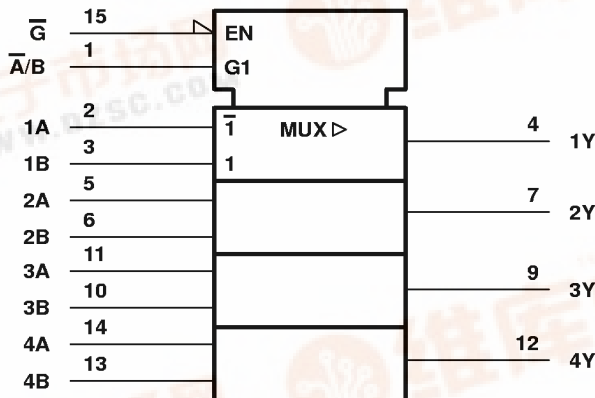 G̅ 15 EN
A̅/B 1 G1
1A 2 1̅ MUX ▷ 4 1Y
1B 3 1
2A 5 7 2Y
2B 6
3A 11 9 3Y
3B 10
4A 14 12 4Y
4B 13